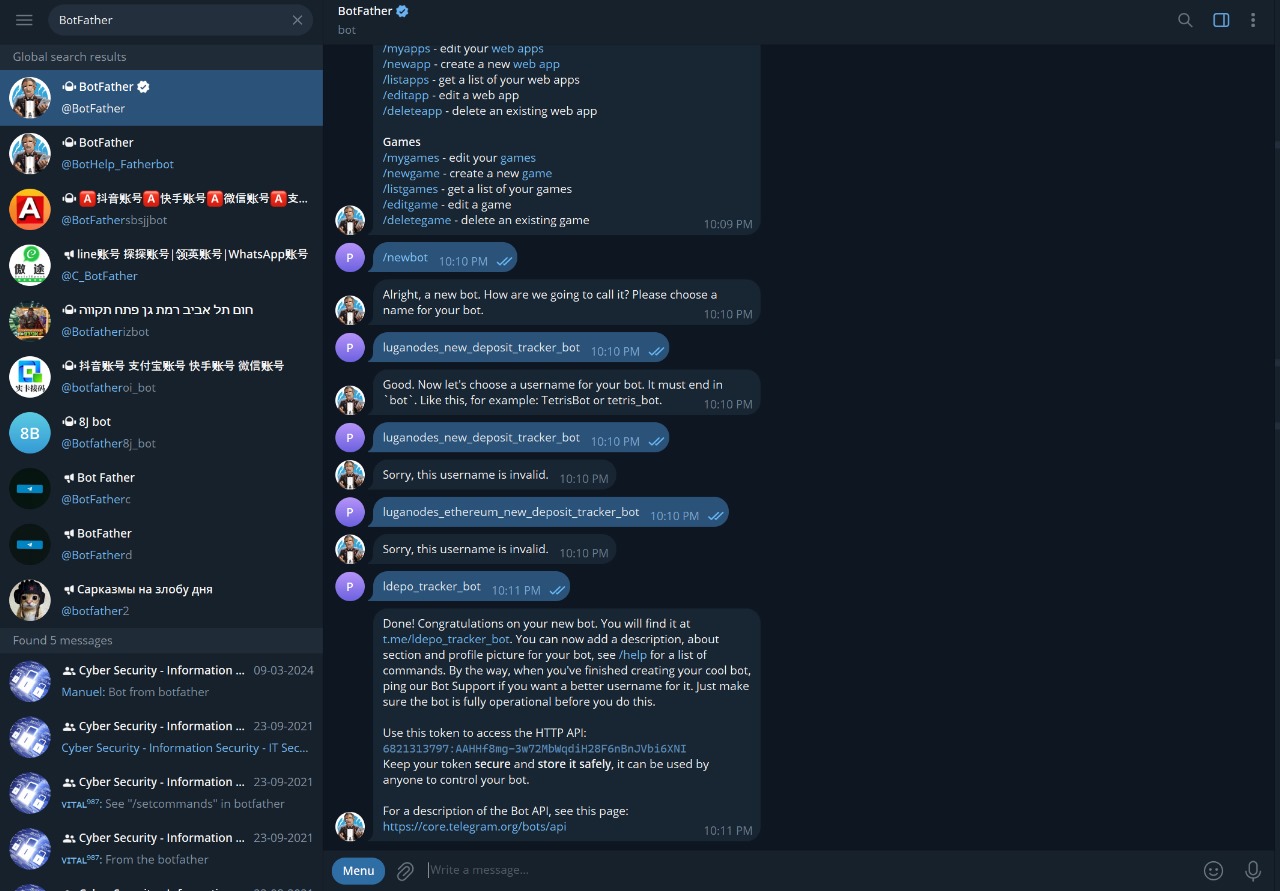 BotFather
Global search results
BotFather
@BotFather
BotFather
@BotHelp_Fatherbot
A抖音账号A快手账号A微信账号A支...
@BotFathersbsjjbot
line账号 探探账号|领英账号|WhatsApp账号
@C_BotFather
חום תל אביב רמת גן פתח תקווה
@Botfatherizbot
抖音账号 支付宝账号 快手账号 微信账号
@botfatheroi_bot
8B
8J bot
@Botfather8j_bot
Bot Father
@BotFatherc
BotFather
@BotFatherd
Сарказмы на злобу дня
@botfather2
Found 5 messages
Cyber Security - Information ... 09-03-2024
Manuel: Bot from botfather
Cyber Security - Information ... 23-09-2021
Cyber Security - Information Security - IT Sec...
Cyber Security - Information ... 23-09-2021
VITAL987: See "/setcommands" in botfather
Cyber Security - Information ... 23-09-2021
VITAL987: From the botfather
BotFather
bot
/myapps - edit your web apps
/newapp - create a new web app
/listapps - get a list of your web apps
/editapp - edit a web app
/deleteapp - delete an existing web app
Games
/mygames - edit your games
/newgame - create a new game
/listgames - get a list of your games
/editgame - edit a game
/deletegame - delete an existing game
10:09 PM
P
/newbot 10:10 PM
Alright, a new bot. How are we going to call it? Please choose a
name for your bot.
10:10 PM
P
luganodes_new_deposit_tracker_bot 10:10 PM
Good. Now let's choose a username for your bot. It must end in
`bot`. Like this, for example: TetrisBot or tetris_bot.
10:10 PM
P
luganodes_new_deposit_tracker_bot 10:10 PM
Sorry, this username is invalid. 10:10 PM
P
luganodes_ethereum_new_deposit_tracker_bot 10:10 PM
Sorry, this username is invalid. 10:10 PM
P
ldepo_tracker_bot 10:11 PM
Done! Congratulations on your new bot. You will find it at
t.me/ldepo_tracker_bot. You can now add a description, about
section and profile picture for your bot, see /help for a list of
commands. By the way, when you've finished creating your cool bot,
ping our Bot Support if you want a better username for it. Just make
sure the bot is fully operational before you do this.
Use this token to access the HTTP API:
6821313797:AAHHf8mg-3w72MbWqdiH28F6nBnJVbi6XNI
Keep your token secure and store it safely, it can be used by
anyone to control your bot.
For a description of the Bot API, see this page:
https://core.telegram.org/bots/api
10:11 PM
Menu
Write a message...